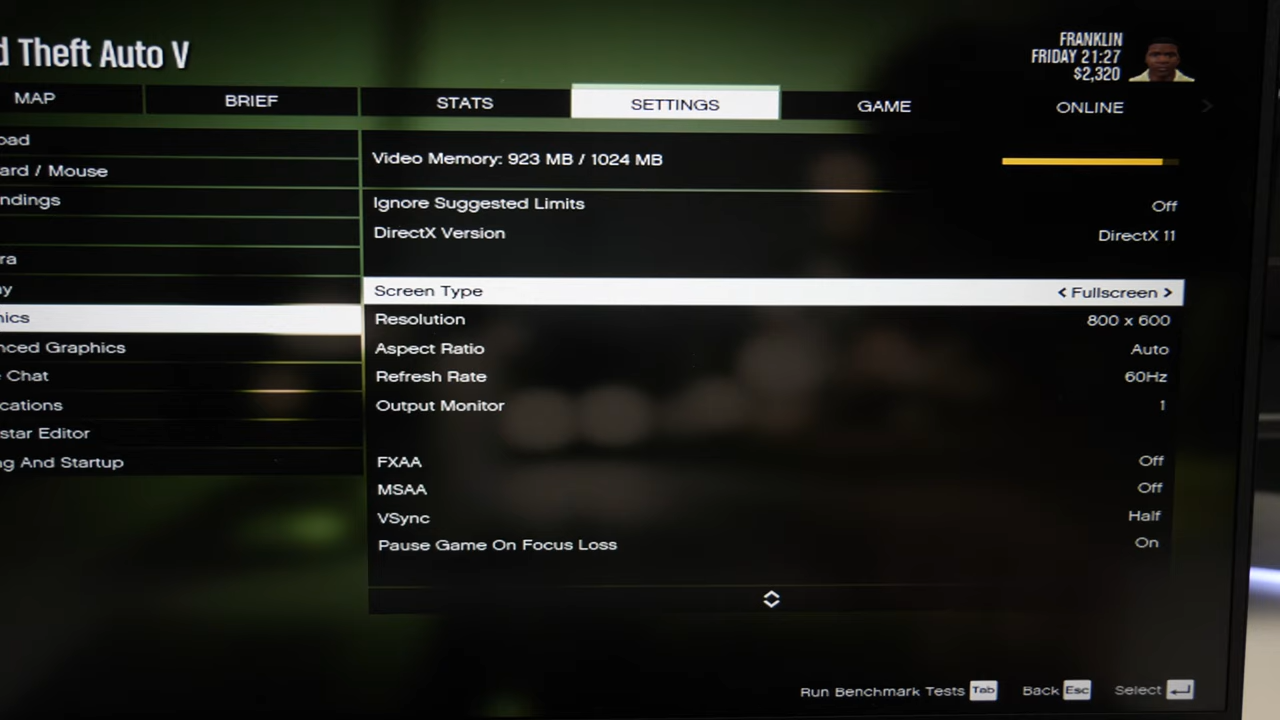 d Theft Auto V
FRANKLIN
FRIDAY 21:27
$2,320
MAP
BRIEF
STATS
SETTINGS
GAME
ONLINE
oad
ard / Mouse
ndings
ra
y
ics
nced Graphics
Chat
cations
star Editor
ng And Startup
Video Memory: 923 MB / 1024 MB
Ignore Suggested Limits Off
DirectX Version DirectX 11
Screen Type < Fullscreen >
Resolution 800 x 600
Aspect Ratio Auto
Refresh Rate 60Hz
Output Monitor 1
FXAA Off
MSAA Off
VSync Half
Pause Game On Focus Loss On
Run Benchmark Tests Tab Back Esc Select